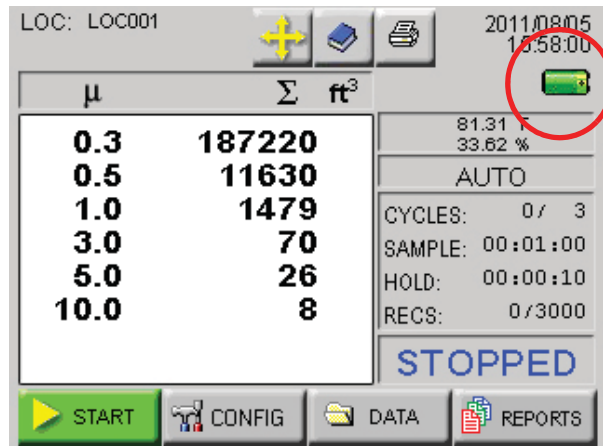 LOC: LOC001
2011/08/05
:58:00
μ Σ ft³
0.3 187220
0.5 11630
1.0 1479
3.0 70
5.0 26
10.0 8
81.31 F
33.62 %
AUTO
CYCLES: 0/ 3
SAMPLE: 00:01:00
HOLD: 00:00:10
RECS: 0/3000
STOPPED
START CONFIG DATA REPORTS